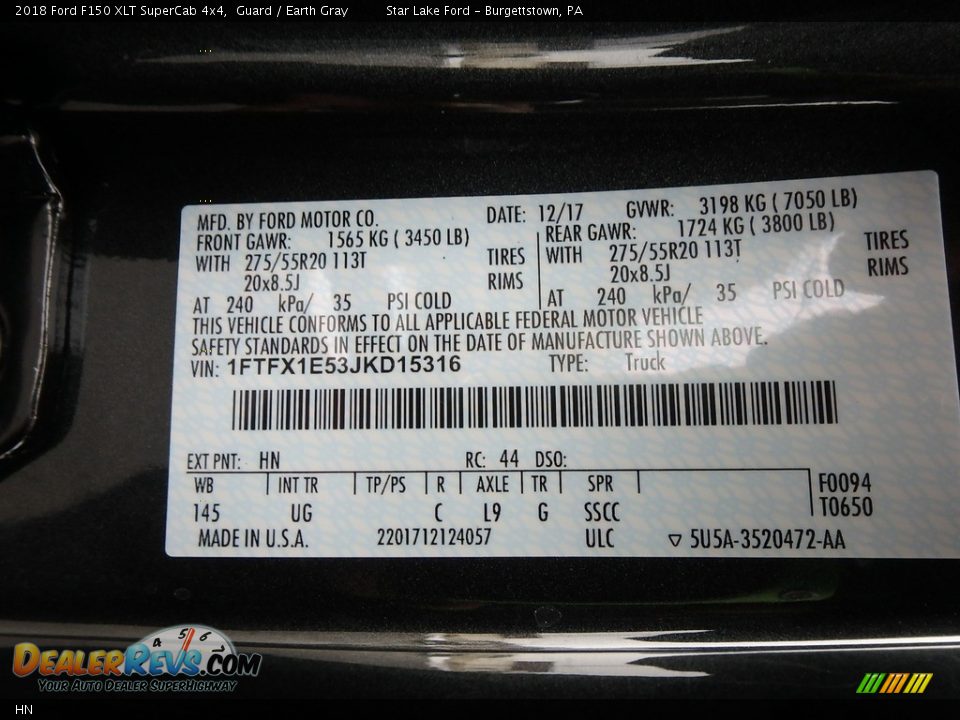 2018 Ford F150 XLT SuperCab 4x4,  Guard / Earth Gray    Star Lake Ford - Burgettstown, PA
MFD. BY FORD MOTOR CO. DATE: 12/17 GVWR: 3198 KG ( 7050 LB)
FRONT GAWR: 1565 KG ( 3450 LB) REAR GAWR: 1724 KG ( 3800 LB)
WITH 275/55R20 113T TIRES WITH 275/55R20 113T TIRES
20x8.5J RIMS 20x8.5J RIMS
AT 240 kPa/ 35 PSI COLD AT 240 kPa/ 35 PSI COLD
THIS VEHICLE CONFORMS TO ALL APPLICABLE FEDERAL MOTOR VEHICLE
SAFETY STANDARDS IN EFFECT ON THE DATE OF MANUFACTURE SHOWN ABOVE.
VIN: 1FTFX1E53JKD15316 TYPE: Truck
EXT PNT: HN RC: 44 DSO:
WB INT TR TP/PS R AXLE TR SPR F0094
145 UG C L9 G SSCC T0650
MADE IN U.S.A. 2201712124057 ULC ▽ 5U5A-3520472-AA
4 5 6
DEALERREVS.COM
YOUR AUTO DEALER SUPERHIGHWAY
HN